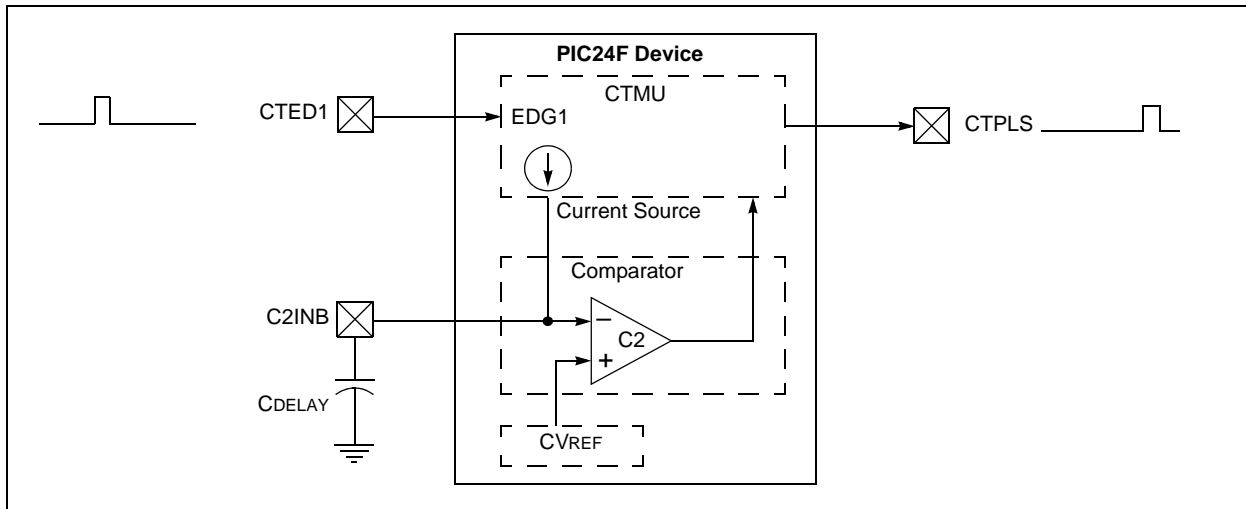 PIC24F Device
CTMU
CTED1
EDG1
CTPLS
Current Source
Comparator
C2INB
C2
CDELAY
CVREF